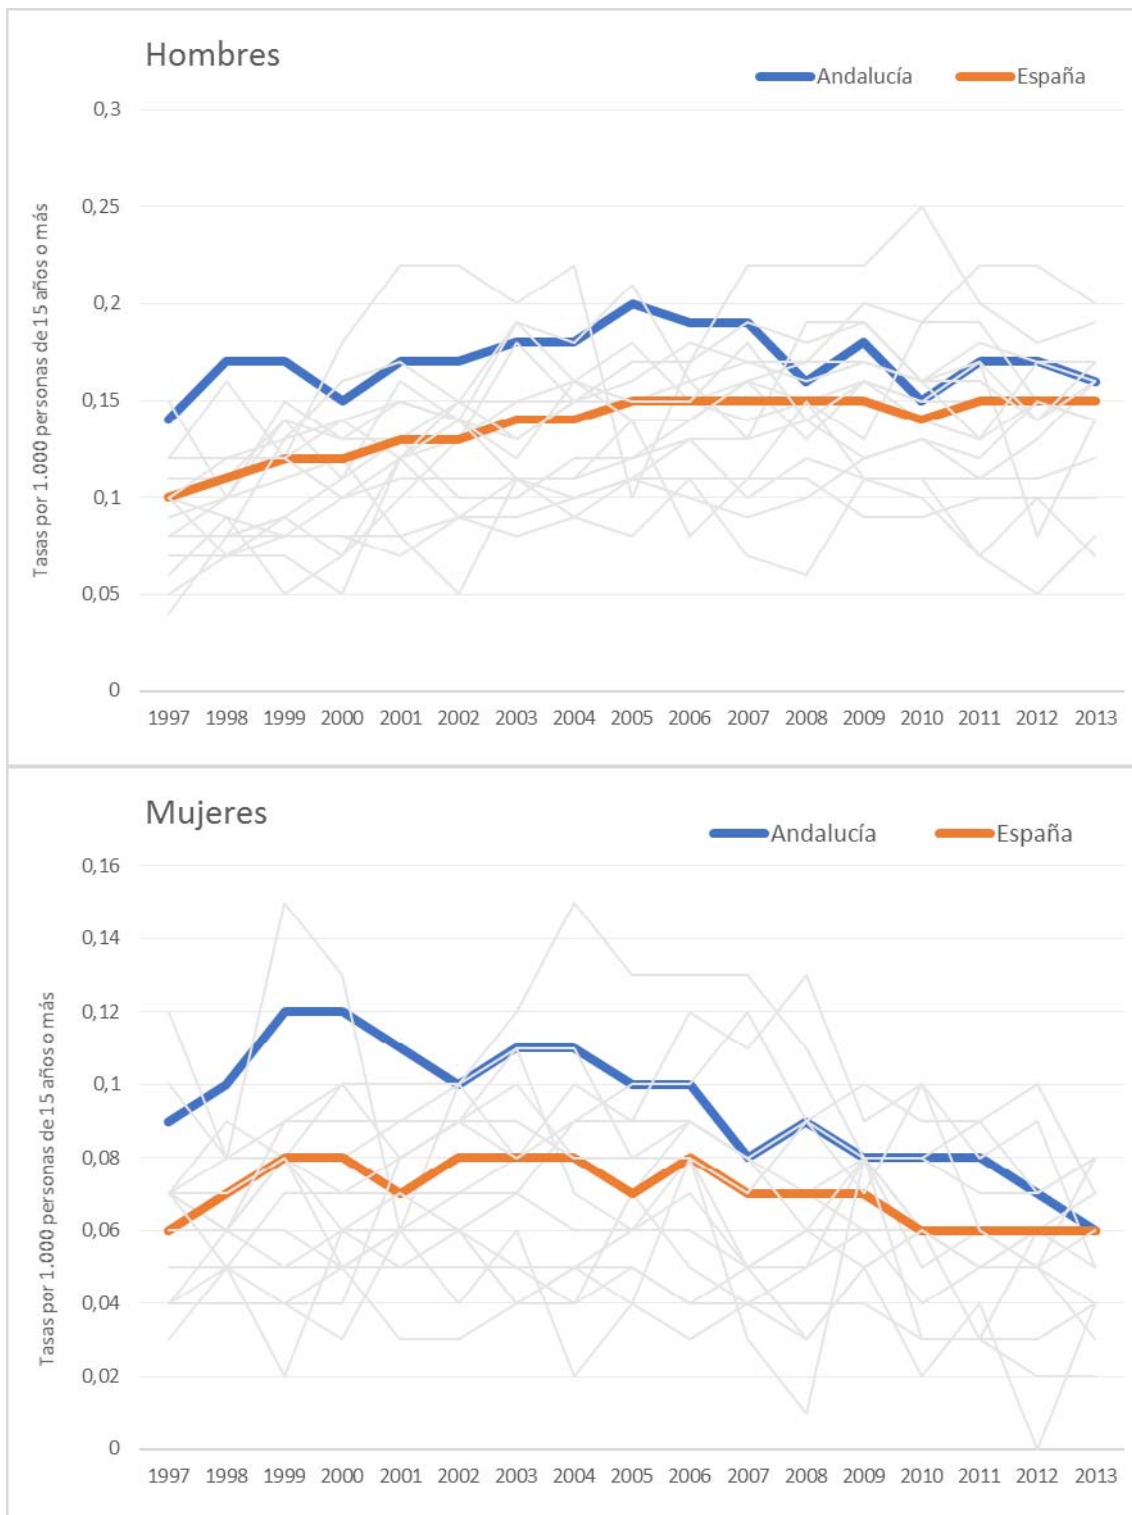 Hombres
Andalucía España
0,3
0,25
0,2
0,15
0,1
0,05
0
Tasas por 1.000 personas de 15 años o más
1997 1998 1999 2000 2001 2002 2003 2004 2005 2006 2007 2008 2009 2010 2011 2012 2013
Mujeres
Andalucía España
0,16
0,14
0,12
0,1
0,08
0,06
0,04
0,02
0
Tasas por 1.000 personas de 15 años o más
1997 1998 1999 2000 2001 2002 2003 2004 2005 2006 2007 2008 2009 2010 2011 2012 2013